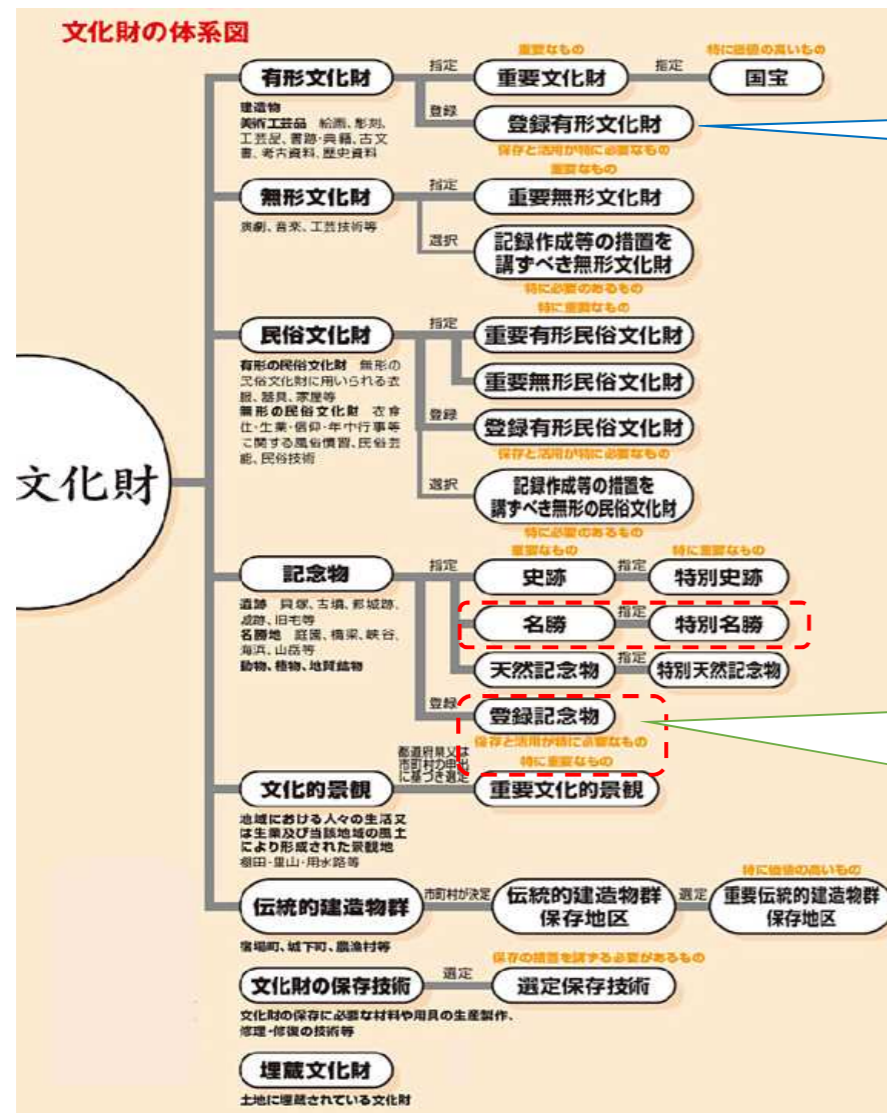 文化財の体系図
文化財
有形文化財
建造物
美術工芸品 絵画、彫刻、
工芸品、書跡・典籍、古文
書、考古資料、歴史資料
指定
重要なもの
重要文化財
指定
特に価値の高いもの
国宝
登録
登録有形文化財
保存と活用が特に必要なもの
無形文化財
演劇、音楽、工芸技術等
指定
重要なもの
重要無形文化財
選択
記録作成等の措置を
講ずべき無形文化財
特に必要のあるもの
民俗文化財
有形の民俗文化財 無形の
民俗文化財に用いられる衣
服、器具、家屋等
無形の民俗文化財 衣食
住・生業・信仰・年中行事等
に関する風俗慣習、民俗芸
能、民俗技術
指定
特に重要なもの
重要有形民俗文化財
重要無形民俗文化財
登録
登録有形民俗文化財
保存と活用が特に必要なもの
選択
記録作成等の措置を
講ずべき無形の民俗文化財
特に必要のあるもの
記念物
遺跡 貝塚、古墳、都城跡、
城跡、旧宅等
名勝地 庭園、橋梁、峡谷、
海浜、山岳等
動物、植物、地質鉱物
指定
重要なもの
史跡
指定
特に重要なもの
特別史跡
名勝
指定
特別名勝
天然記念物
指定
特別天然記念物
登録
登録記念物
保存と活用が特に必要なもの
文化的景観
地域における人々の生活又
は生業及び当該地域の風土
により形成された景観地
棚田・里山・用水路等
都道府県又は
市町村の申出
に基づき選定
特に重要なもの
重要文化的景観
伝統的建造物群
宿場町、城下町、農漁村等
市町村が決定
伝統的建造物群
保存地区
選定
特に価値の高いもの
重要伝統的建造物群
保存地区
文化財の保存技術
文化財の保存に必要な材料や用具の生産製作、
修理・修復の技術等
選定
保存の措置を講ずる必要があるもの
選定保存技術
埋蔵文化財
土地に埋蔵されている文化財